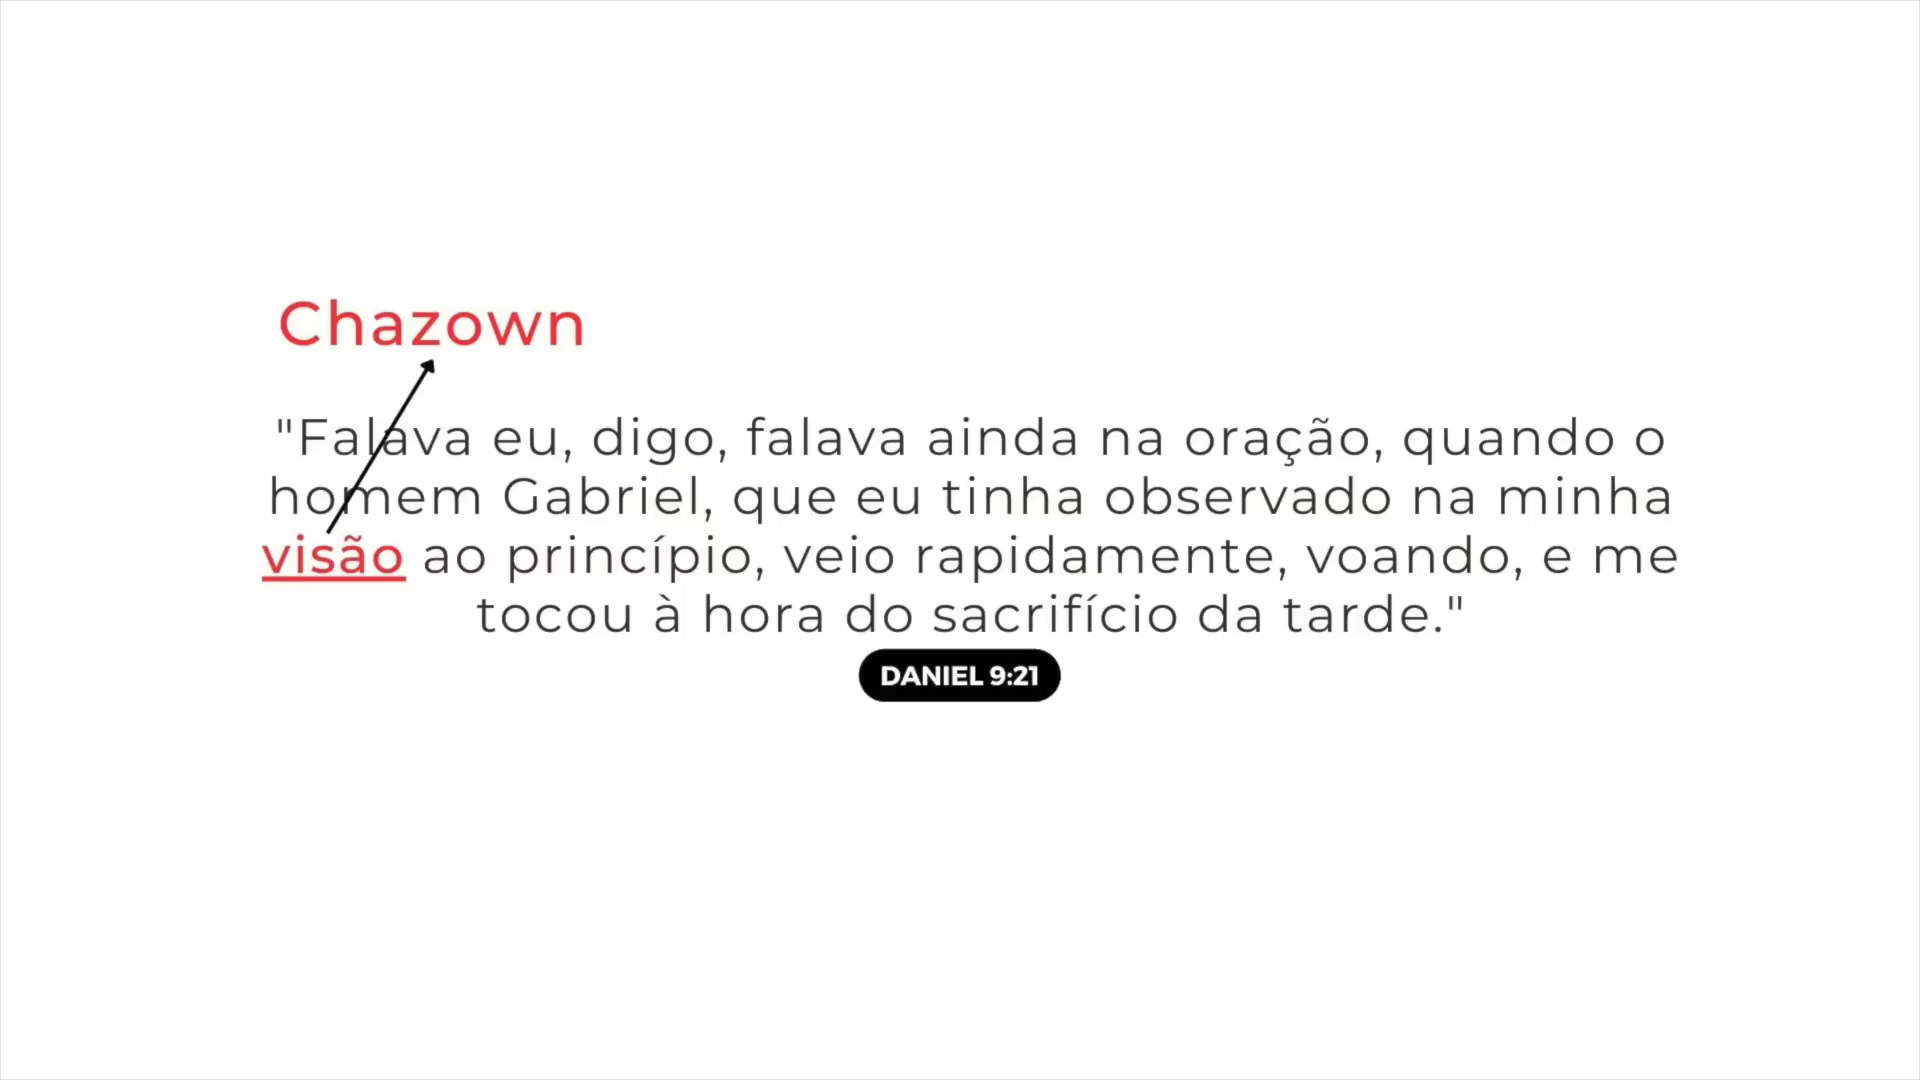 Chazown
"Falava eu, digo, falava ainda na oração, quando o
homem Gabriel, que eu tinha observado na minha
visão ao princípio, veio rapidamente, voando, e me
tocou à hora do sacrifício da tarde."
DANIEL 9:21